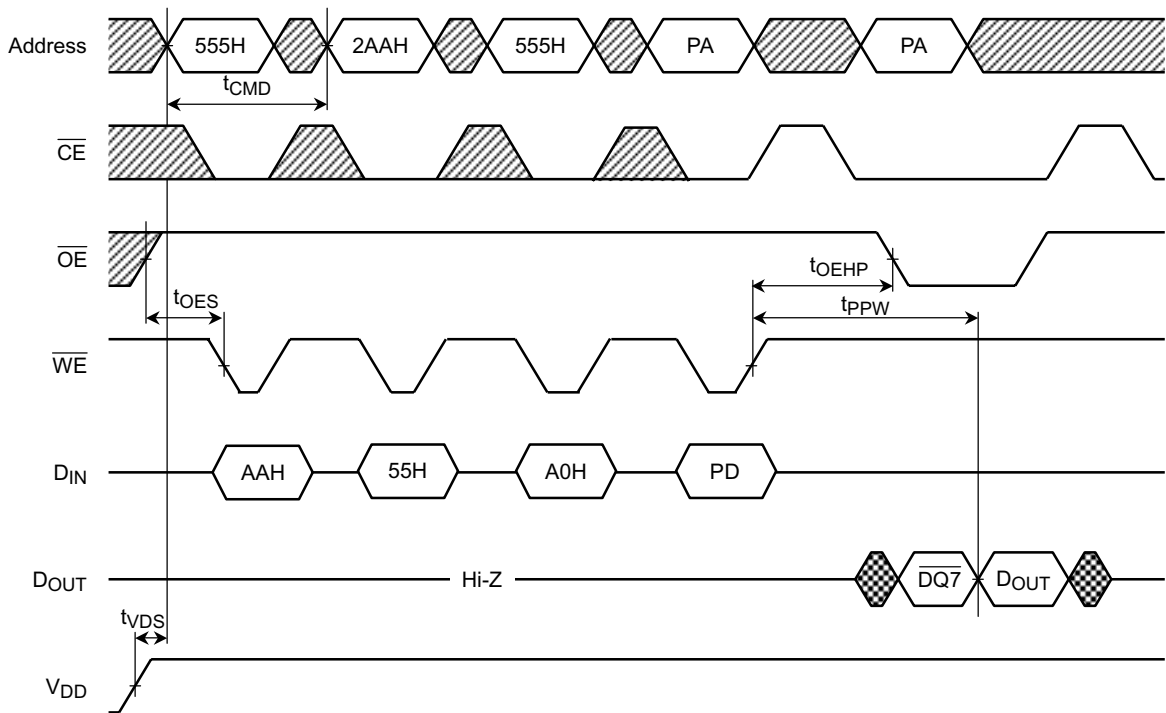 Address 555H 2AAH 555H PA PA
tCMD
CE
OE
tOEHP
tOES
tPPW
WE
DIN AAH 55H A0H PD
DOUT Hi-Z DQ7 DOUT
tVDS
VDD